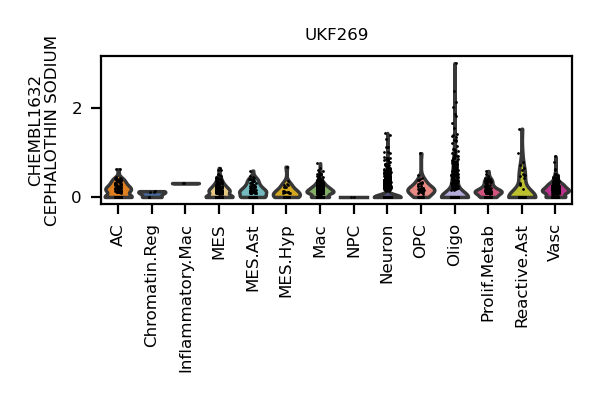 UKF269
CHEMBL1632
CEPHALOTHIN SODIUM
2
0
AC
Chromatin.Reg
Inflammatory.Mac
MES
MES.Ast
MES.Hyp
Mac
NPC
Neuron
OPC
Oligo
Prolif.Metab
Reactive.Ast
Vasc